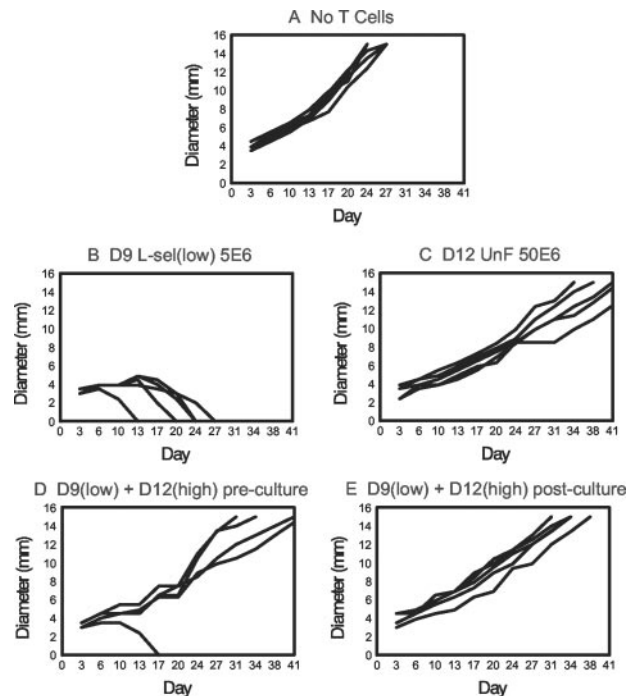 A No T Cells
Diameter (mm)
16
14
12
10
8
6
4
2
0
0 3 6 10 13 17 20 24 27 31 34 38 41
Day
B D9 L-sel(low) 5E6
C D12 UnF 50E6
Diameter (mm)
16
14
12
10
8
6
4
2
0
0 3 6 10 13 17 20 24 27 31 34 38 41
Day
Diameter (mm)
16
14
12
10
8
6
4
2
0
0 3 6 10 13 17 20 24 27 31 34 38 41
Day
D D9(low) + D12(high) pre-culture
E D9(low) + D12(high) post-culture
Diameter (mm)
16
14
12
10
8
6
4
2
0
0 3 6 10 13 17 20 24 27 31 34 38 41
Day
Diameter (mm)
16
14
12
10
8
6
4
2
0
0 3 6 10 13 17 20 24 27 31 34 38 41
Day